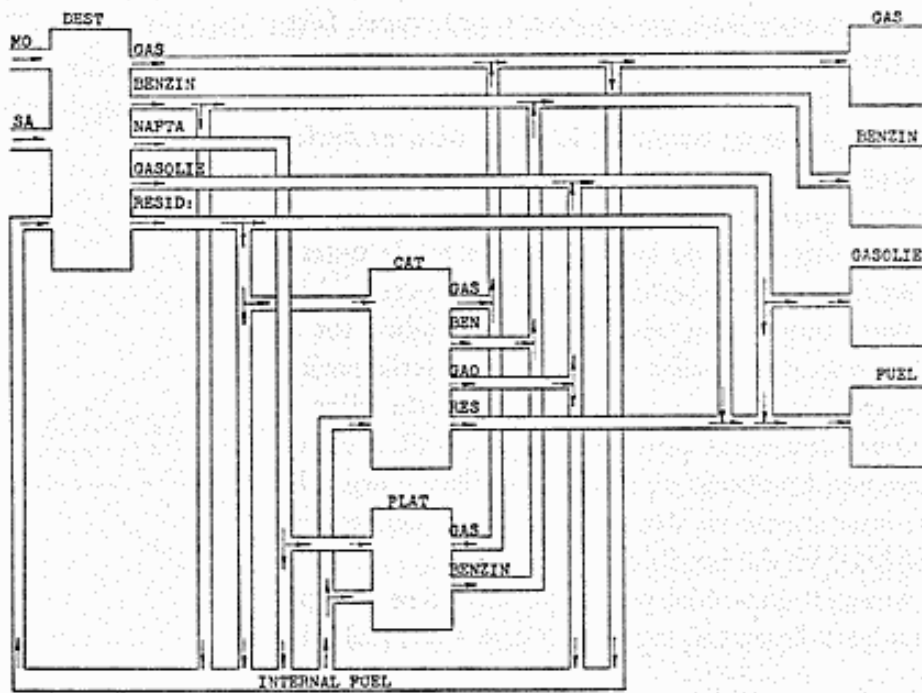 DEST
GAS
MO
GAS
BENZIN
SA
NAFTA
BENZIN
GASOLIE
RESID:
CAT
GASOLIE
GAS
BEN
GAO
FUEL
RES
PLAT
GAS
BENZIN
INTERNAL FUEL